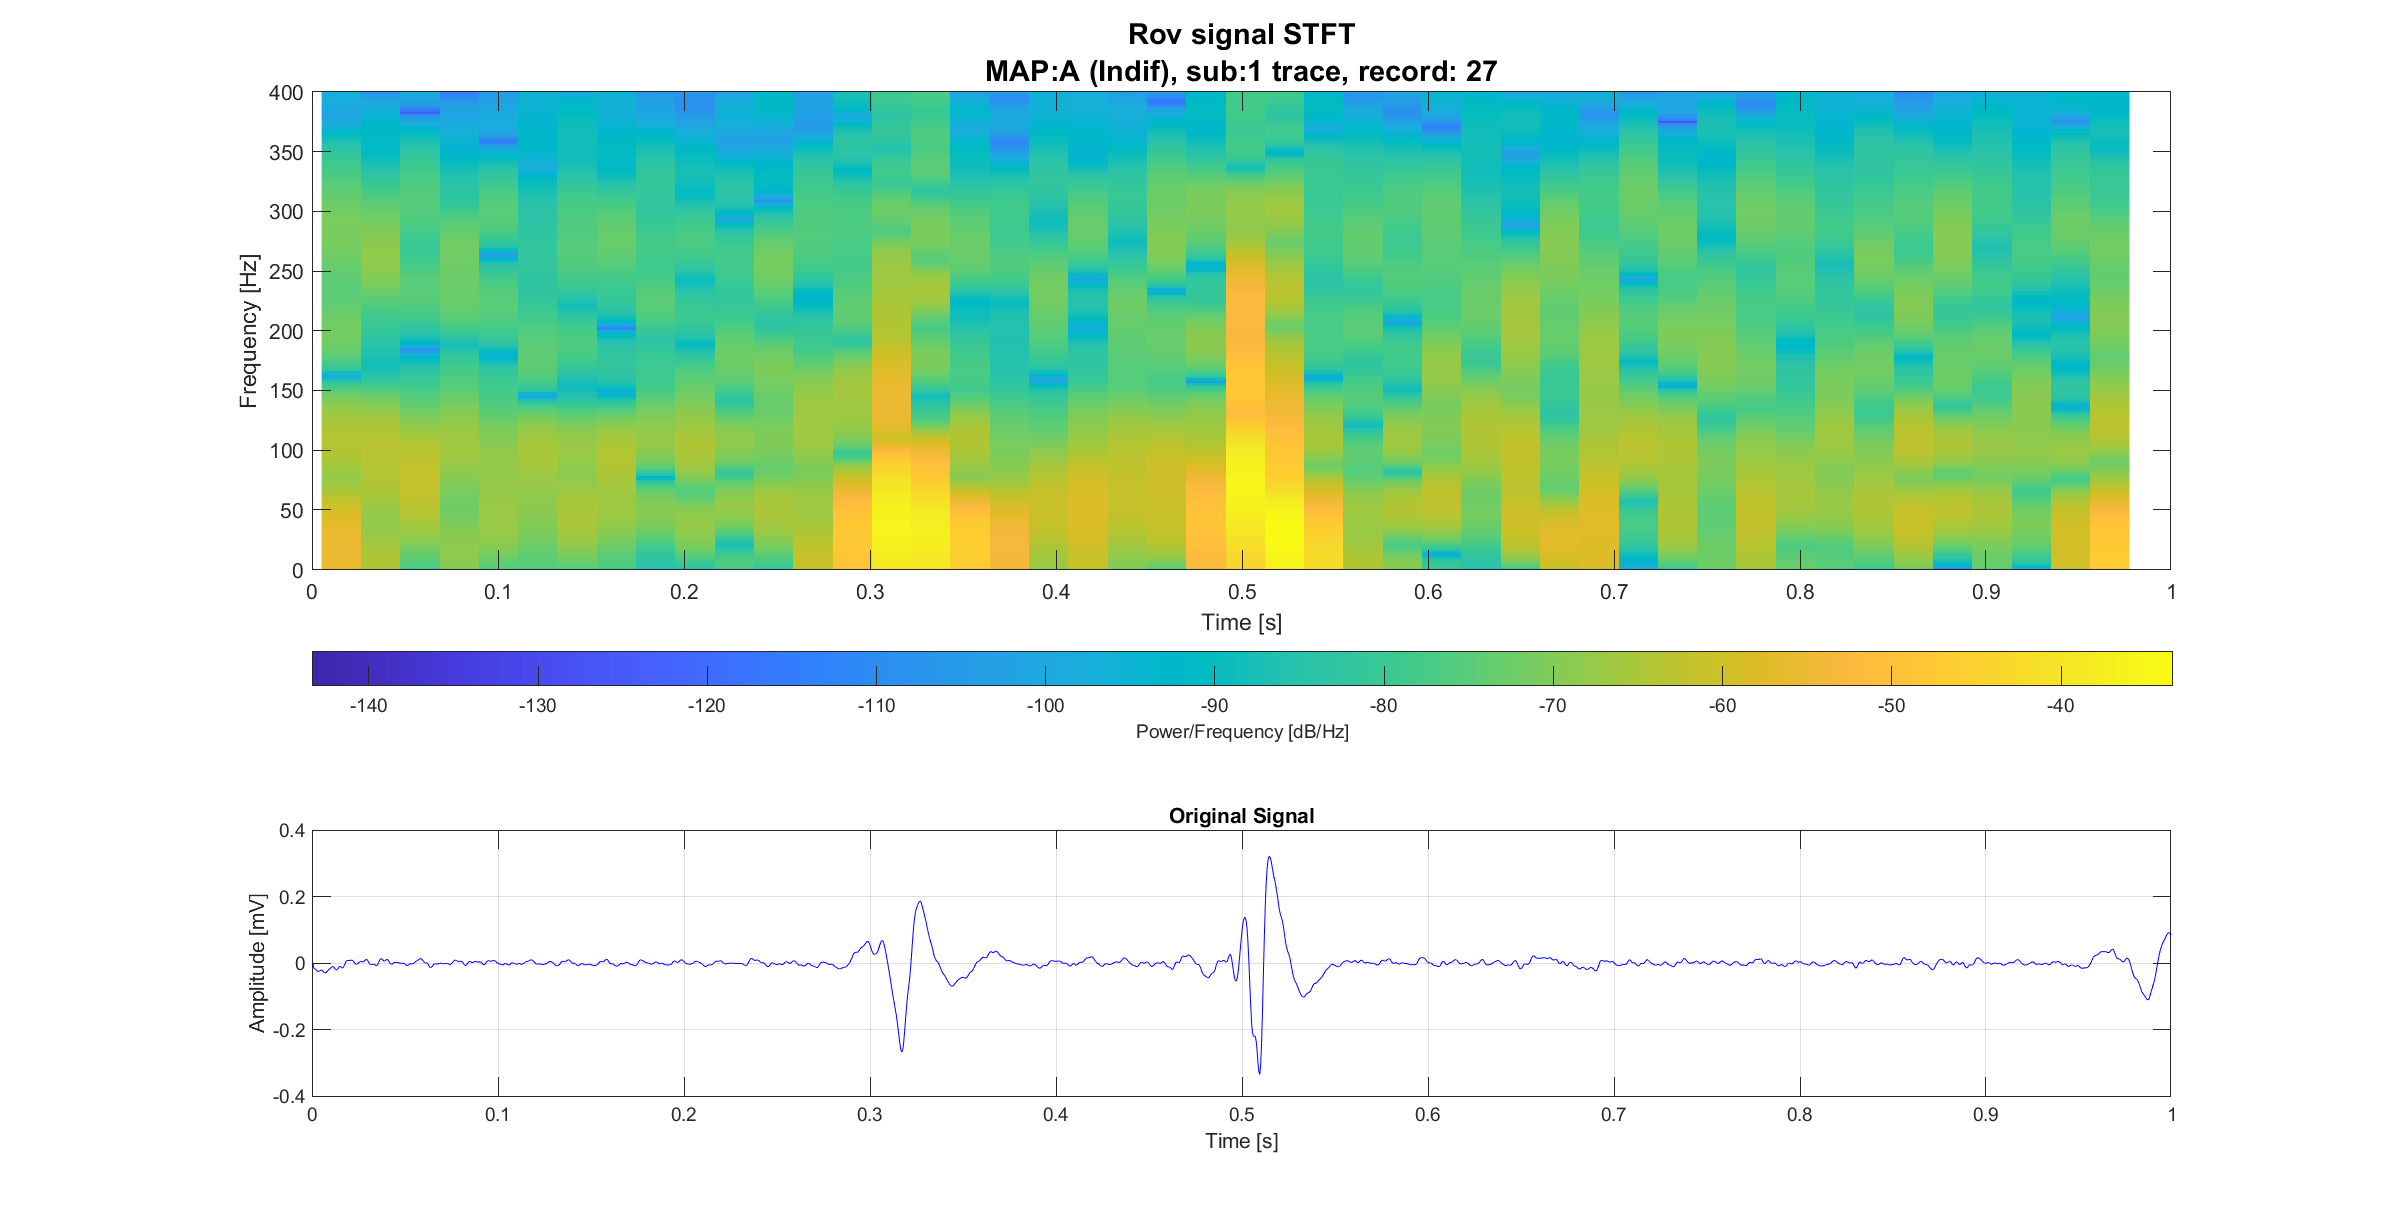 Rov signal STFT
MAP:A (Indif), sub:1 trace, record: 27
400
350
300
250
200
150
100
50
0
Frequency [Hz]
0 0.1 0.2 0.3 0.4 0.5 0.6 0.7 0.8 0.9 1
Time [s]
-140 -130 -120 -110 -100 -90 -80 -70 -60 -50 -40
Power/Frequency [dB/Hz]
Original Signal
0.4
0.2
0
-0.2
-0.4
Amplitude [mV]
0 0.1 0.2 0.3 0.4 0.5 0.6 0.7 0.8 0.9 1
Time [s]